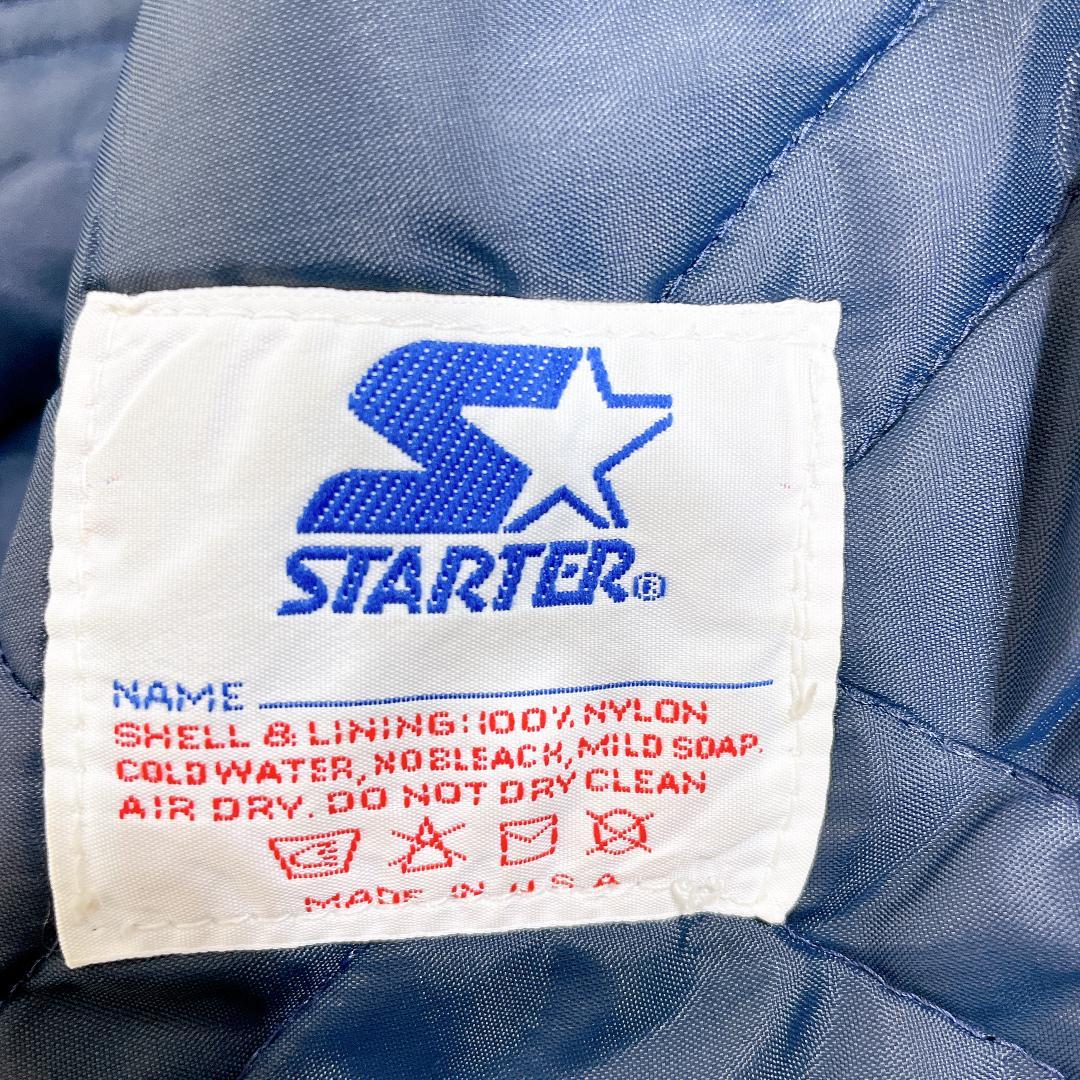 STARTER®
NAME
SHELL & LINING:100% NYLON
COLD WATER, NO BLEACH, MILD SOAP.
AIR DRY. DO NOT DRY CLEAN
MADE IN U.S.A